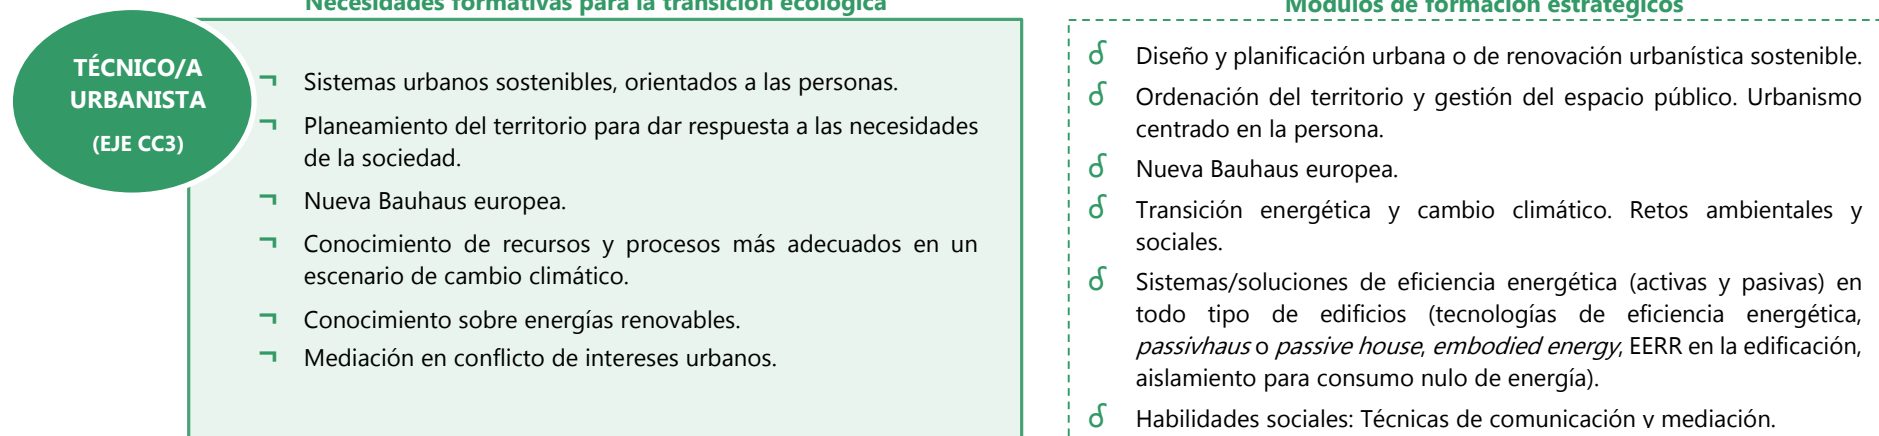 Necesidades formativas para la transición ecológica
TÉCNICO/A
URBANISTA
(EJE CC3)
Sistemas urbanos sostenibles, orientados a las personas.
Planeamiento del territorio para dar respuesta a las necesidades
de la sociedad.
Nueva Bauhaus europea.
Conocimiento de recursos y procesos más adecuados en un
escenario de cambio climático.
Conocimiento sobre energías renovables.
Mediación en conflicto de intereses urbanos.
Módulos de formación estratégicos
Diseño y planificación urbana o de renovación urbanística sostenible.
Ordenación del territorio y gestión del espacio público. Urbanismo
centrado en la persona.
Nueva Bauhaus europea.
Transición energética y cambio climático. Retos ambientales y
sociales.
Sistemas/soluciones de eficiencia energética (activas y pasivas) en
todo tipo de edificios (tecnologías de eficiencia energética,
passivhaus o passive house, embodied energy, EERR en la edificación,
aislamiento para consumo nulo de energía).
Habilidades sociales: Técnicas de comunicación y mediación.